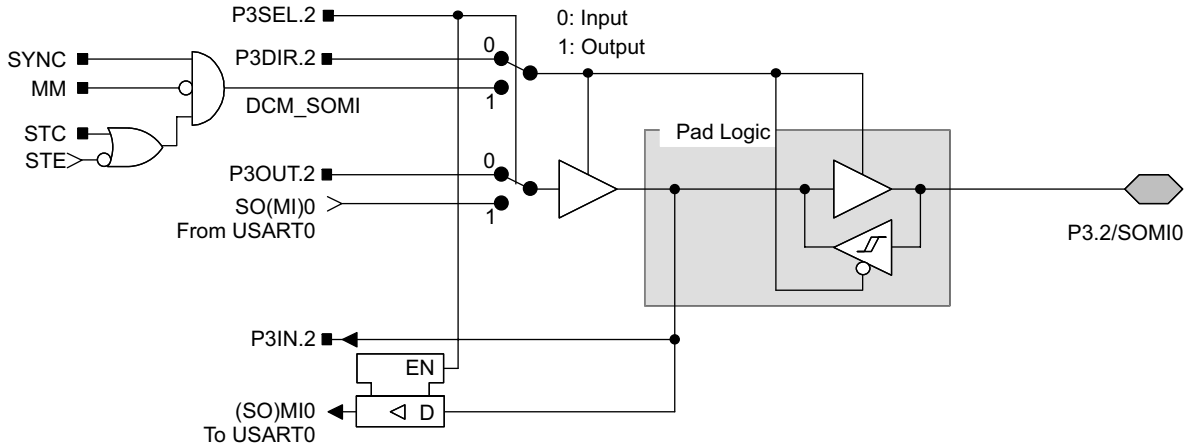 P3SEL.2
0: Input
1: Output
P3DIR.2
0
1
SYNC
MM
DCM_SOMI
STC
STE
Pad Logic
P3OUT.2
0
1
SO(MI)0
From USART0
P3.2/SOMI0
P3IN.2
EN
D
(SO)MI0
To USART0